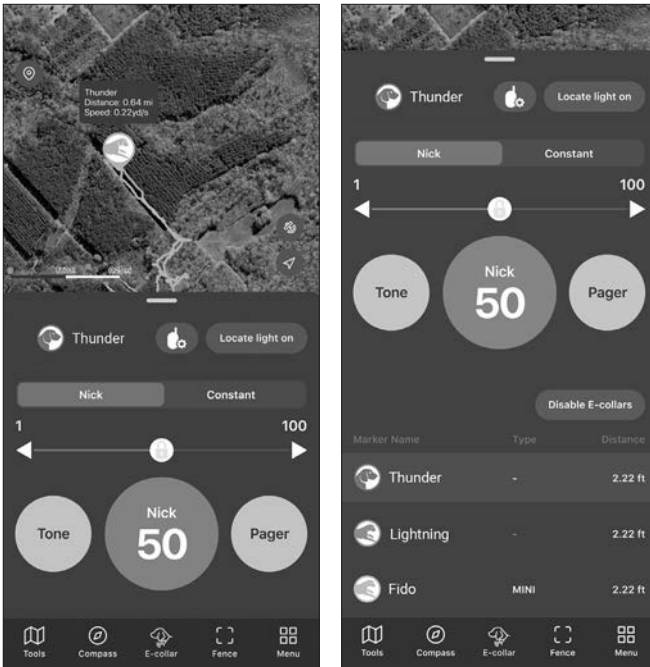 Thunder
Distance: 0.64 mi
Speed: 0.22yd/s
Thunder
Locate light on
Nick Constant
1 100
Tone
Nick
50
Pager
Tools Compass E-collar Fence Menu
Thunder
Locate light on
Nick Constant
1 100
Tone
Nick
50
Pager
Disable E-collars
Marker Name Type Distance
Thunder - 2.22 ft
Lightning - 2.22 ft
Fido MINI 2.22 ft
Tools Compass E-collar Fence Menu